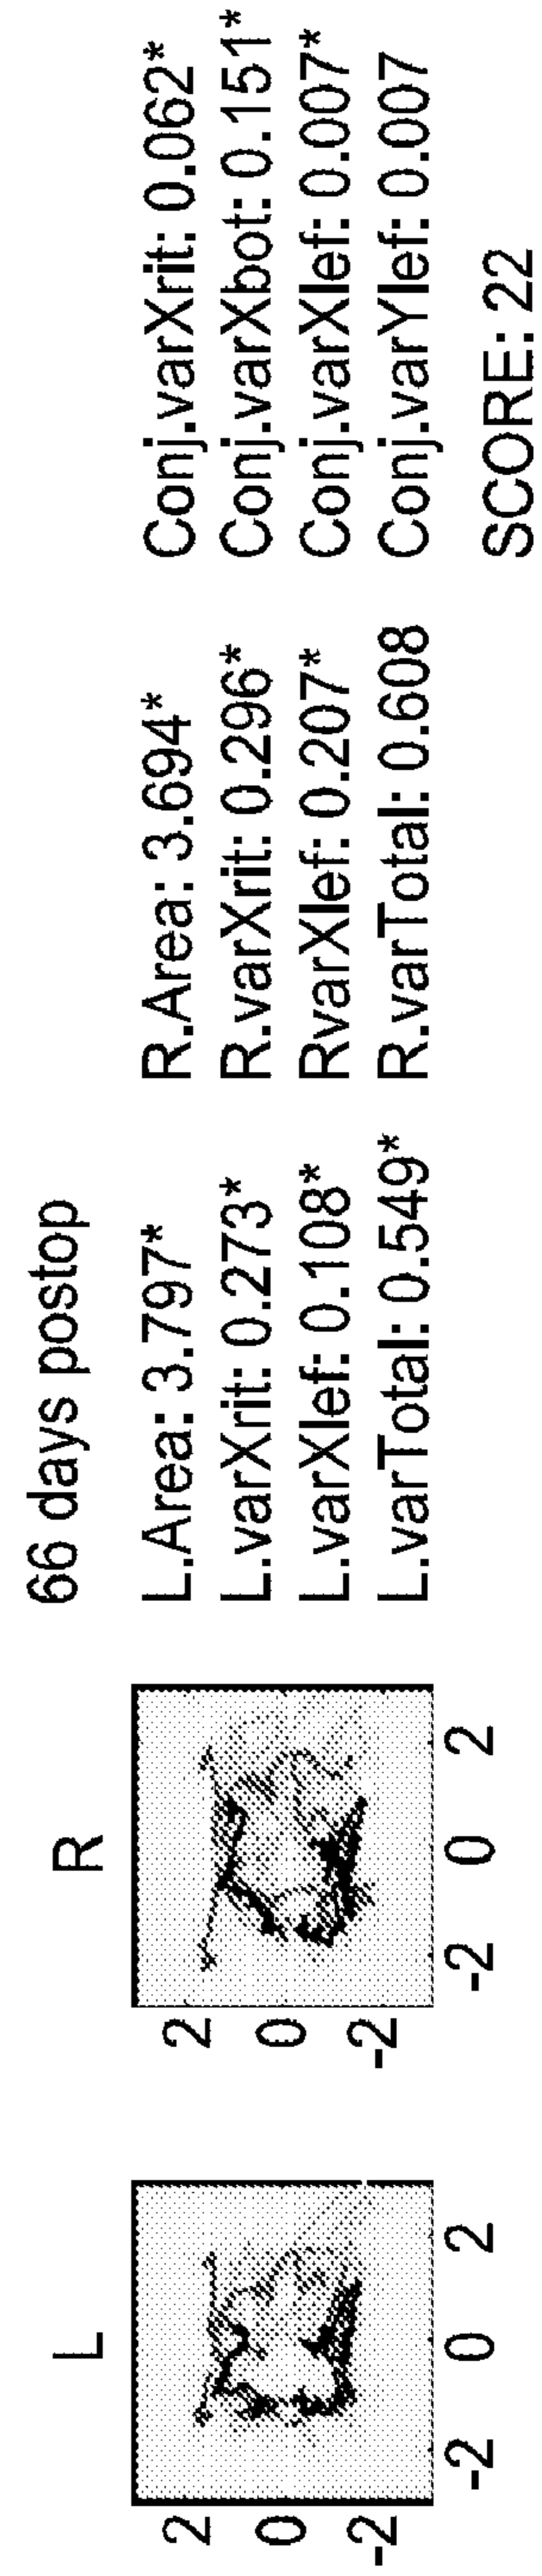 66 days postop
L
2
0
-2
-2
0
2
R
2
0
-2
-2
0
2
L.Area: 3.797*
L.varXrit: 0.273*
L.varXlef: 0.108*
L.varTotal: 0.549*
R.Area: 3.694*
R.varXrit: 0.296*
RvarXlef: 0.207*
R.varTotal: 0.608
Conj.varXrit: 0.062*
Conj.varXbot: 0.151*
Conj.varXlef: 0.007*
Conj.varYlef: 0.007
SCORE: 22